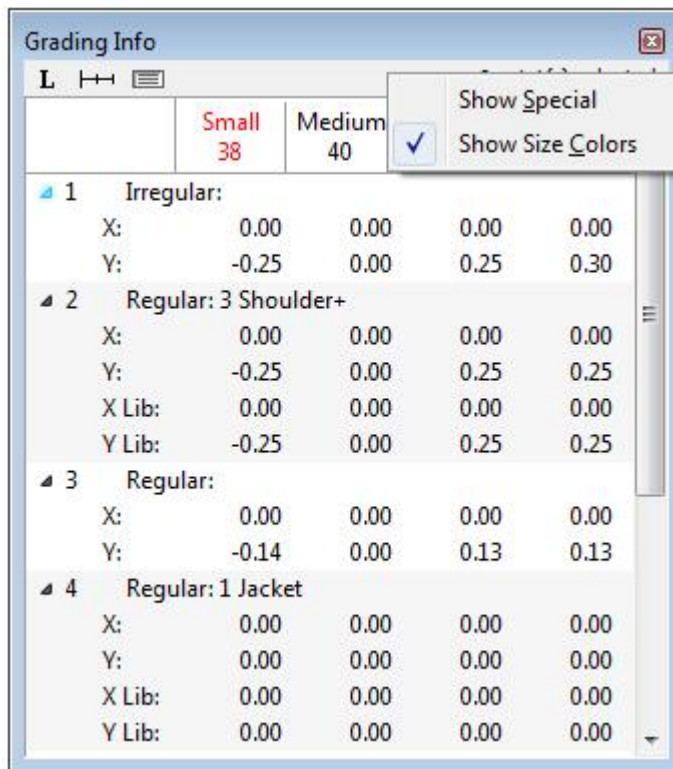 Grading Info
L
Show Special
Show Size Colors
Small Medium
38 40
1 Irregular:
X: 0.00 0.00 0.00 0.00
Y: -0.25 0.00 0.25 0.30
2 Regular: 3 Shoulder+
X: 0.00 0.00 0.00 0.00
Y: -0.25 0.00 0.25 0.25
X Lib: 0.00 0.00 0.00 0.00
Y Lib: -0.25 0.00 0.25 0.25
3 Regular:
X: 0.00 0.00 0.00 0.00
Y: -0.14 0.00 0.13 0.13
4 Regular: 1 Jacket
X: 0.00 0.00 0.00 0.00
Y: 0.00 0.00 0.00 0.00
X Lib: 0.00 0.00 0.00 0.00
Y Lib: 0.00 0.00 0.00 0.00